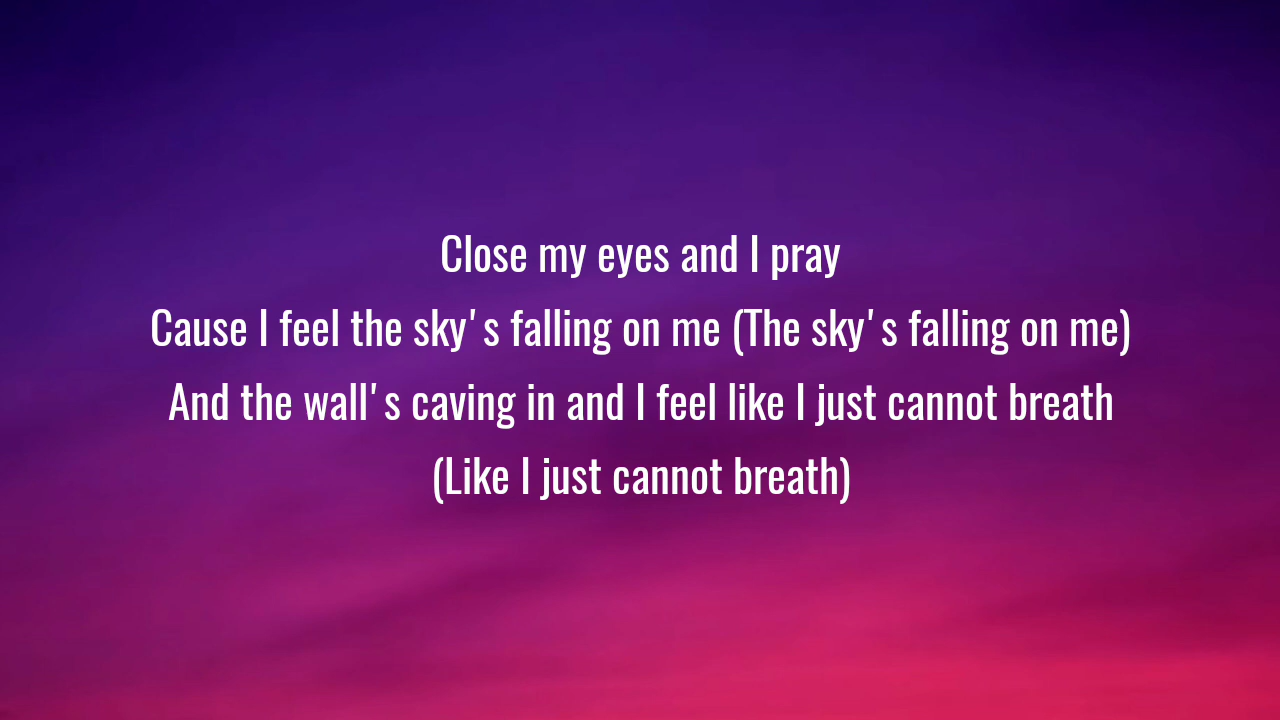 Close my eyes and I pray
Cause I feel the sky's falling on me (The sky's falling on me)
And the wall's caving in and I feel like I just cannot breath
(Like I just cannot breath)